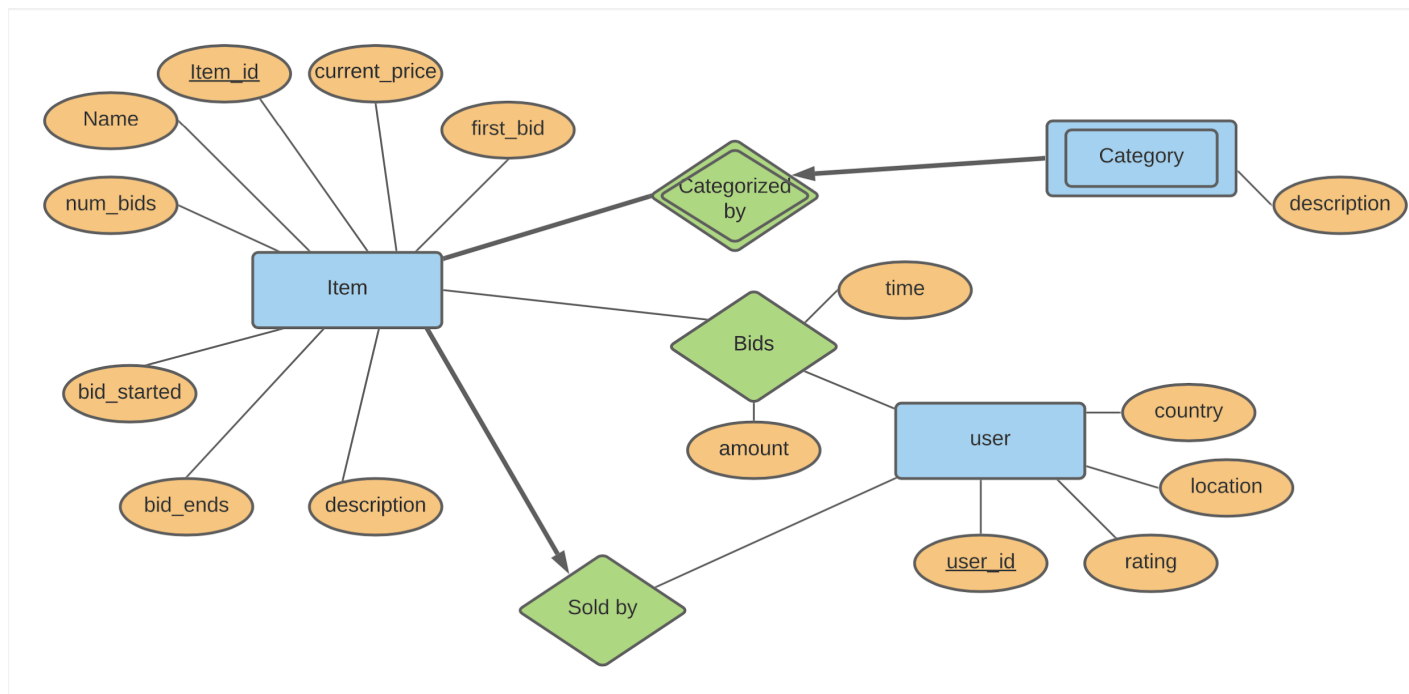 Item_id
current_price
Name
first_bid
num_bids
Categorized
by
Category
description
Item
time
Bids
bid_started
amount
user
country
location
bid_ends
description
user_id
rating
Sold by